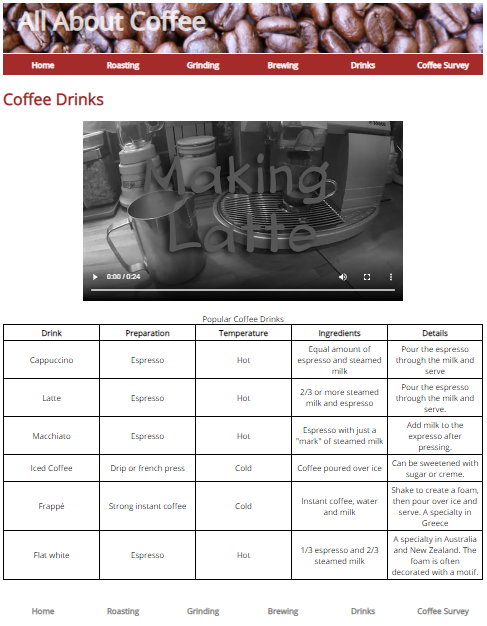 All About Coffee
Home Roasting Grinding Brewing Drinks Coffee Survey
Coffee Drinks
Making
Latte
0:00 / 0:24
Popular Coffee Drinks
Drink Preparation Temperature Ingredients Details
Cappuccino Espresso Hot
Equal amount of
espresso and steamed
milk
Pour the espresso
through the milk and
serve
Latte Espresso Hot
2/3 or more steamed
milk and espresso
Pour the espresso
through the milk and
serve.
Macchiato Espresso Hot
Espresso with just a
"mark" of steamed milk
Add milk to the
expresso after
pressing.
Iced Coffee Drip or french press Cold Coffee poured over ice
Can be sweetened with
sugar or creme.
Frappé Strong instant coffee Cold
Instant coffee, water
and milk
Shake to create a foam,
then pour over ice and
serve. A specialty in
Greece
Flat white Espresso Hot
1/3 espresso and 2/3
steamed milk
A specialty in Australia
and New Zealand. The
foam is often
decorated with a motif.
Home Roasting Grinding Brewing Drinks Coffee Survey